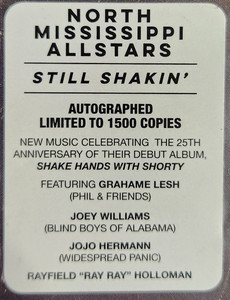 NORTH
MISSISSIPPI
ALLSTARS
STILL SHAKIN'
AUTOGRAPHED
LIMITED TO 1500 COPIES
NEW MUSIC CELEBRATING THE 25TH
ANNIVERSARY OF THEIR DEBUT ALBUM,
SHAKE HANDS WITH SHORTY
FEATURING GRAHAME LESH
(PHIL & FRIENDS)
JOEY WILLIAMS
(BLIND BOYS OF ALABAMA)
JOJO HERMANN
(WIDESPREAD PANIC)
RAYFIELD "RAY RAY" HOLLOMAN